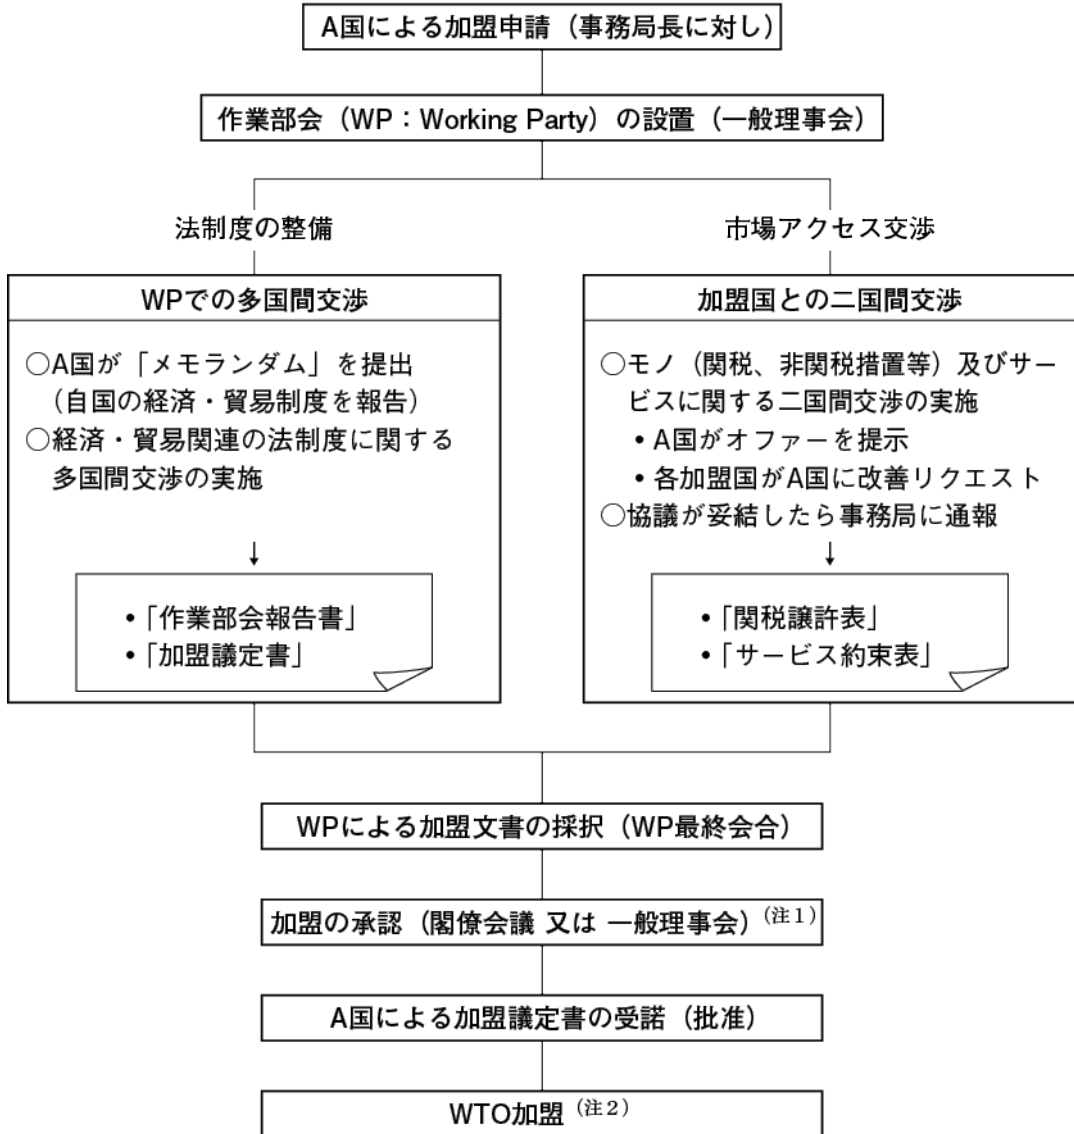 A国による加盟申請（事務局長に対し）
作業部会（WP：Working Party）の設置（一般理事会）
法制度の整備
WPでの多国間交渉
○A国が「メモランダム」を提出
（自国の経済・貿易制度を報告）
○経済・貿易関連の法制度に関する
多国間交渉の実施
・「作業部会報告書」
・「加盟議定書」
市場アクセス交渉
加盟国との二国間交渉
○モノ（関税、非関税措置等）及びサー
ビスに関する二国間交渉の実施
・A国がオファーを提示
・各加盟国がA国に改善リクエスト
○協議が妥結したら事務局に通報
・「関税譲許表」
・「サービス約束表」
WPによる加盟文書の採択（WP最終会合）
加盟の承認（閣僚会議 又は 一般理事会）（注１）
A国による加盟議定書の受諾（批准）
WTO加盟（注２）